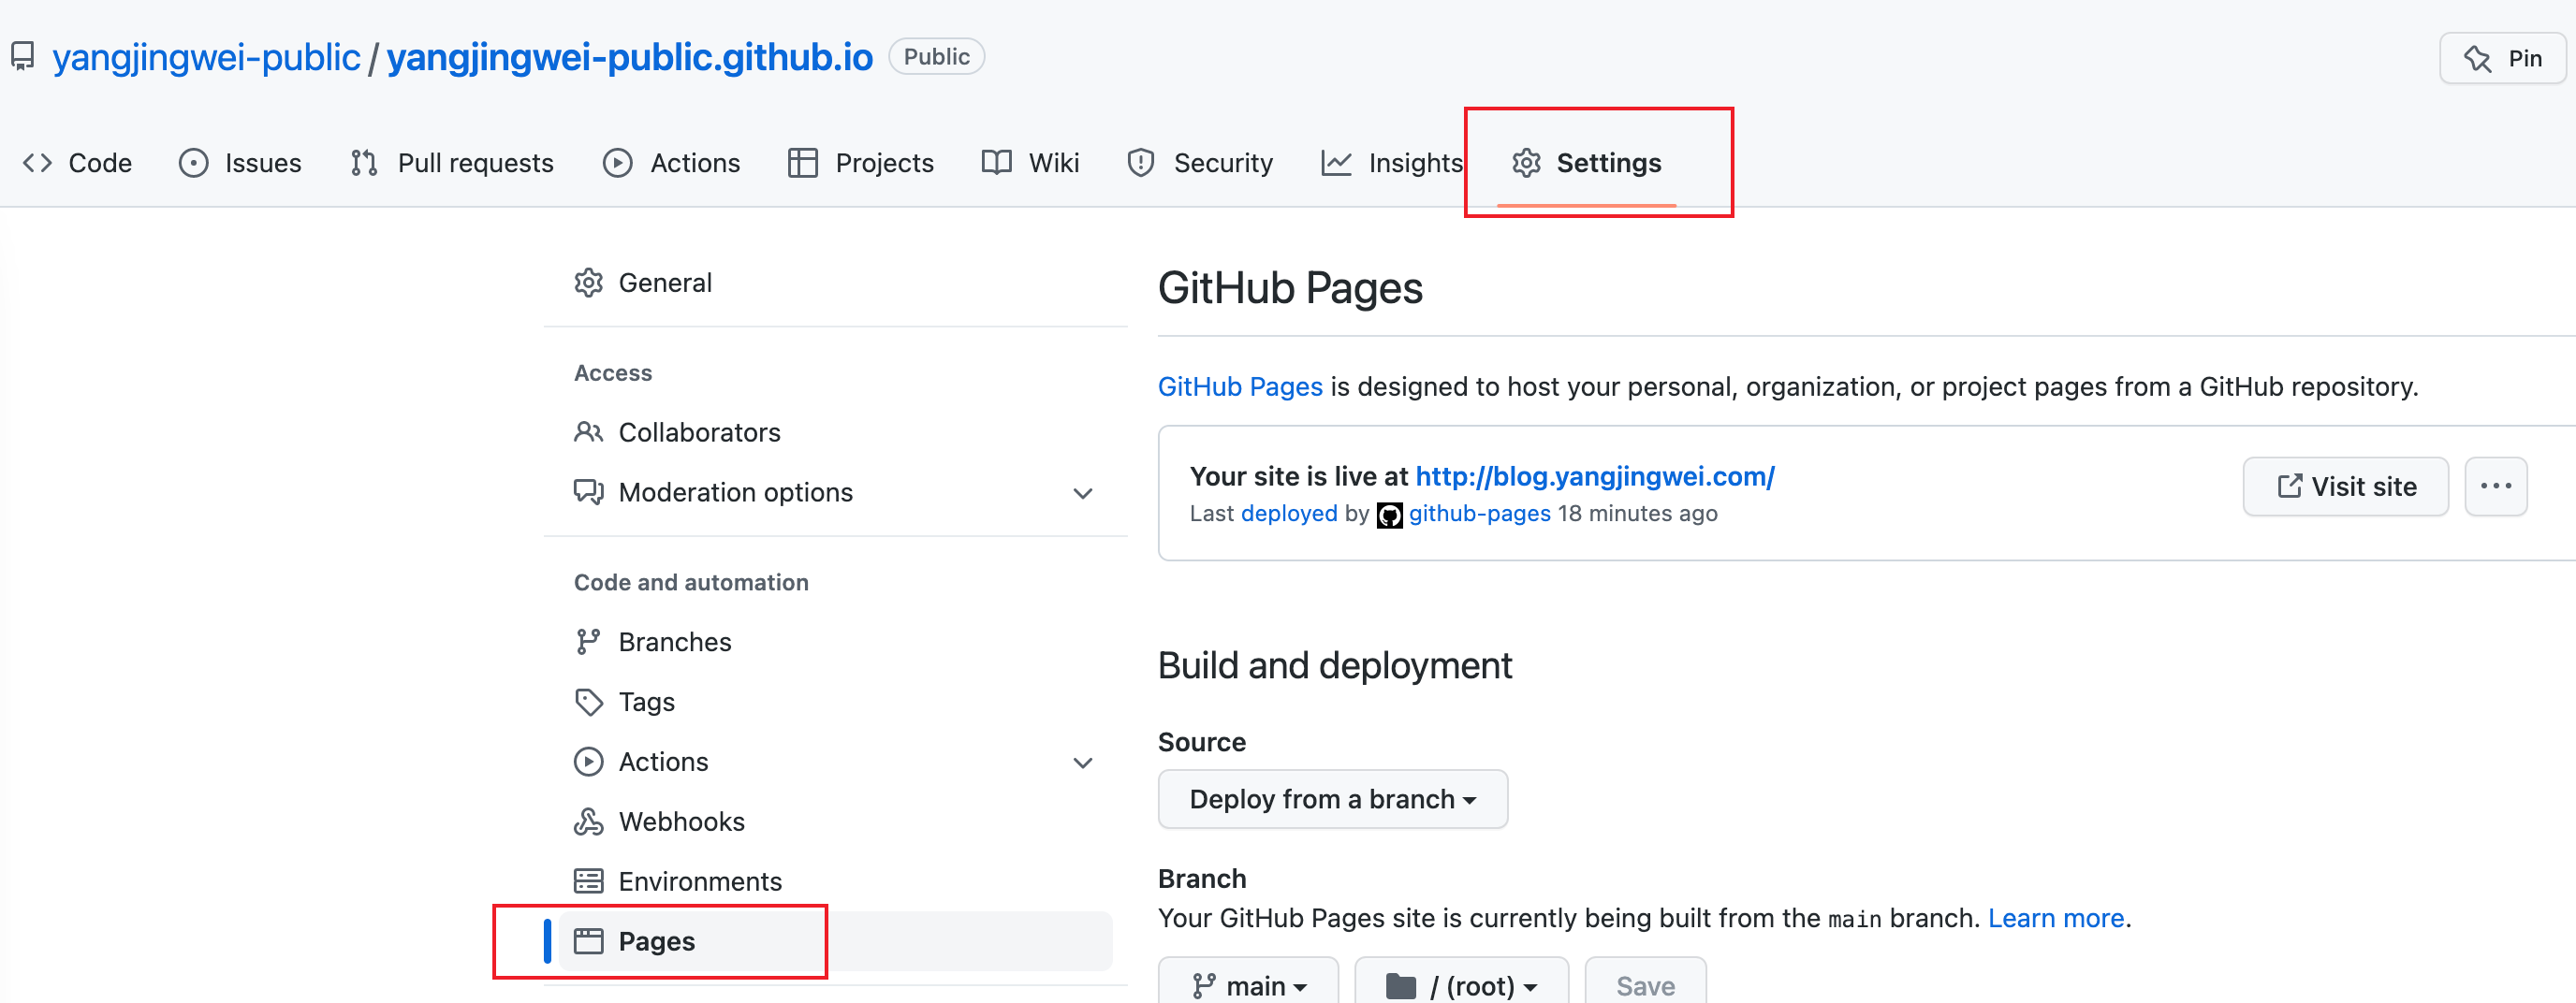 yangjingwei-public / yangjingwei-public.github.io Public Pin
Code Issues Pull requests Actions Projects Wiki Security Insights Settings
General
Access
Collaborators
Moderation options
Code and automation
Branches
Tags
Actions
Webhooks
Environments
Pages
GitHub Pages
GitHub Pages is designed to host your personal, organization, or project pages from a GitHub repository.
Your site is live at http://blog.yangjingwei.com/
Last deployed by github-pages 18 minutes ago
Visit site
Build and deployment
Source
Deploy from a branch
Branch
Your GitHub Pages site is currently being built from the main branch. Learn more.
main / (root) Save